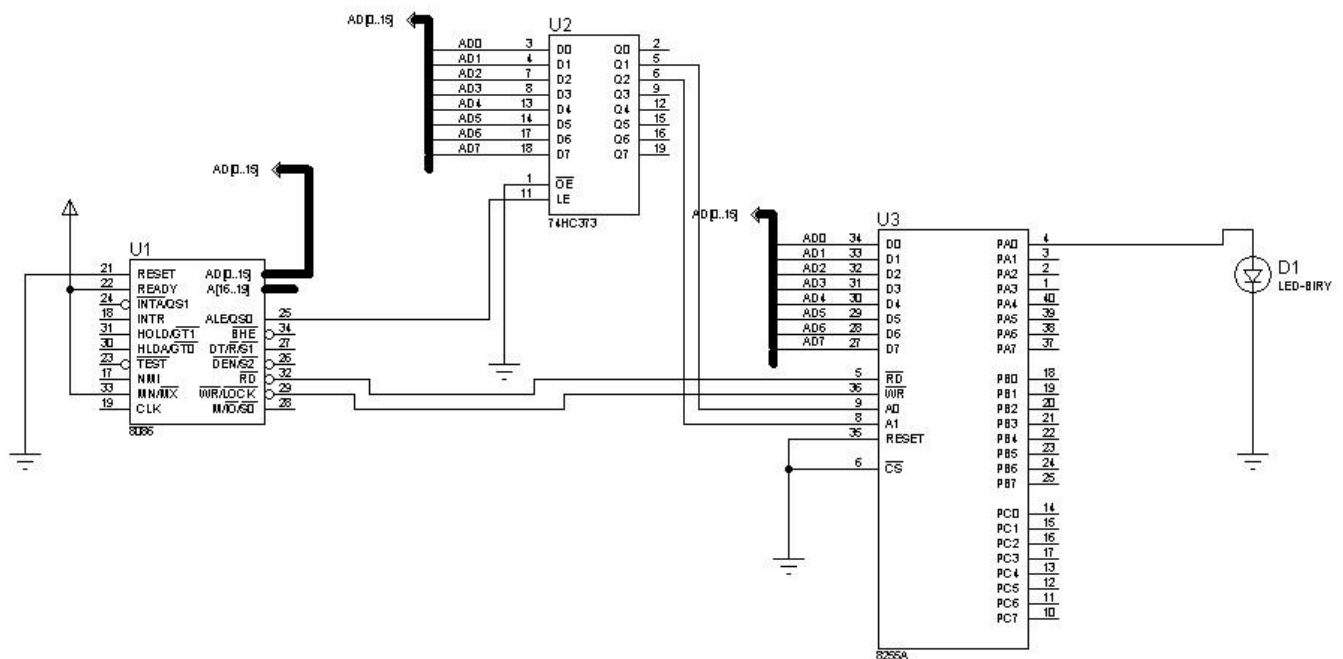 AD[0..15]
U2
AD0 3 D0 Q0 2
AD1 4 D1 Q1 5
AD2 7 D2 Q2 6
AD3 8 D3 Q3 9
AD4 13 D4 Q4 12
AD5 14 D5 Q5 15
AD6 17 D6 Q6 16
AD7 18 D7 Q7 19
1 OE
11 LE
74HC373
AD[0..15]
U1
21 RESET AD[0..15]
22 READY A[16..19]
24 INTA/QS1
18 INTR ALE/QS0 25
31 HOLD/GT1 BHE 34
30 HLDA/GT0 DT/R/S1 27
23 TEST DEN/S2 26
17 NMI RD 32
33 MN/MX WR/LOCK 29
19 CLK M/IO/S0 28
8086
AD[0..15]
U3
AD0 34 D0 PA0 4
AD1 33 D1 PA1 3
AD2 32 D2 PA2 2
AD3 31 D3 PA3 1
AD4 30 D4 PA4 40
AD5 29 D5 PA5 39
AD6 28 D6 PA6 38
AD7 27 D7 PA7 37
5 RD PB0 18
36 WR PB1 19
9 A0 PB2 20
8 A1 PB3 21
35 RESET PB4 22
PB5 23
6 CS PB6 24
PB7 25
PC0 14
PC1 15
PC2 16
PC3 17
PC4 13
PC5 12
PC6 11
PC7 10
8255A
D1
LED-BIRY